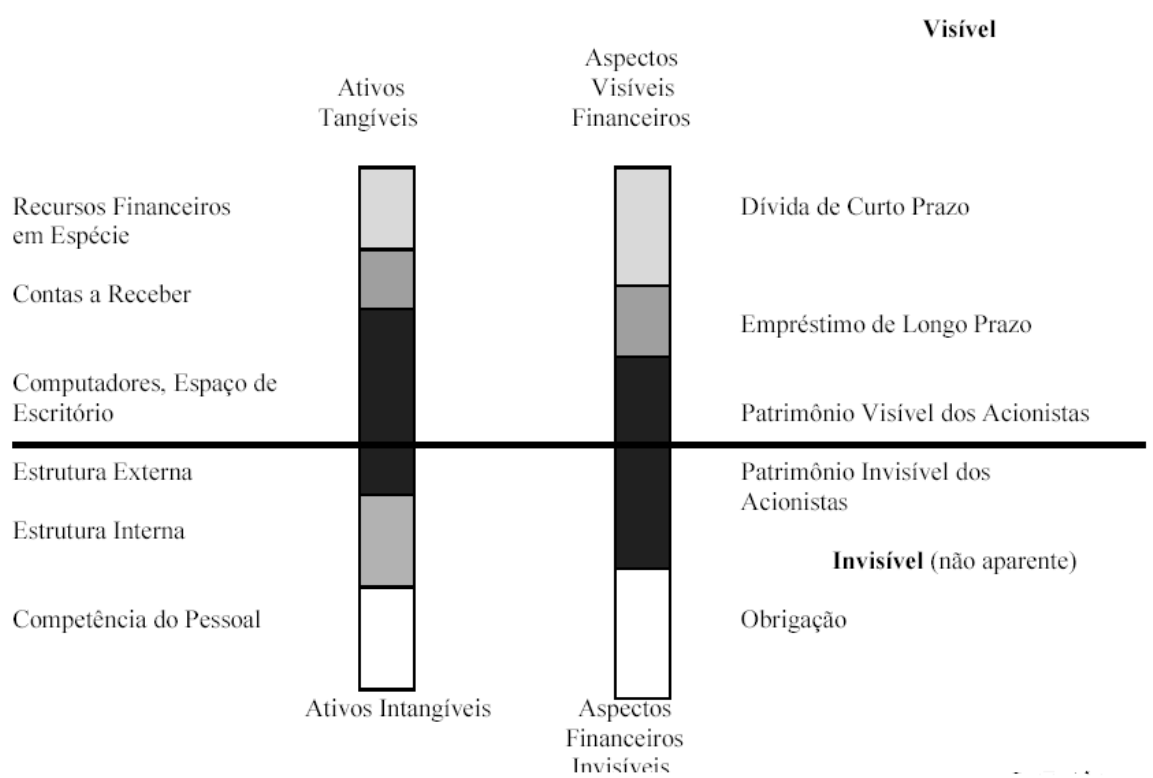 Visível
Ativos
Tangíveis
Aspectos
Visíveis
Financeiros
Recursos Financeiros
em Espécie
Contas a Receber
Computadores, Espaço de
Escritório
Dívida de Curto Prazo
Empréstimo de Longo Prazo
Patrimônio Visível dos Acionistas
Estrutura Externa
Estrutura Interna
Competência do Pessoal
Patrimônio Invisível dos
Acionistas
Invisível (não aparente)
Obrigação
Ativos Intangíveis
Aspectos
Financeiros
Invisíveis